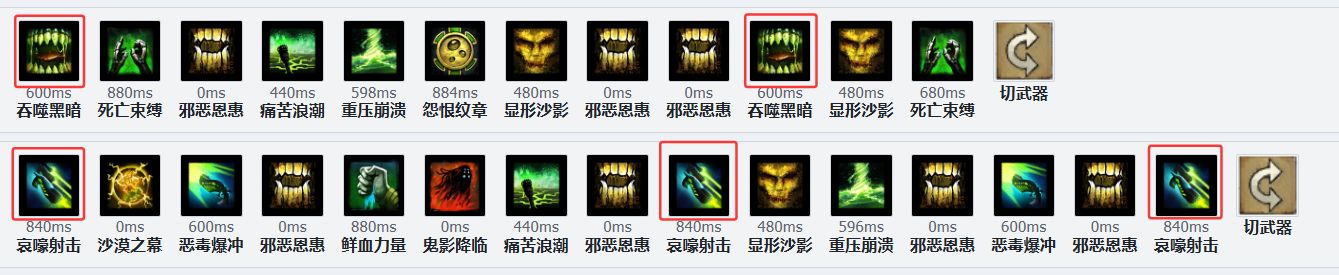 600ms 880ms 0ms 440ms 598ms 884ms 480ms 0ms 0ms 600ms 480ms 680ms
吞噬黑暗 死亡束缚 邪恶恩惠 痛苦浪潮 重压崩溃 怨恨纹章 显形沙影 邪恶恩惠 邪恶恩惠 吞噬黑暗 显形沙影 死亡束缚 切武器
840ms 0ms 600ms 0ms 880ms 0ms 440ms 0ms 840ms 480ms 596ms 0ms 600ms 0ms 840ms
哀嚎射击 沙漠之幕 恶毒爆冲 邪恶恩惠 鲜血力量 鬼影降临 痛苦浪潮 邪恶恩惠 哀嚎射击 显形沙影 重压崩溃 邪恶恩惠 恶毒爆冲 邪恶恩惠 哀嚎射击 切武器